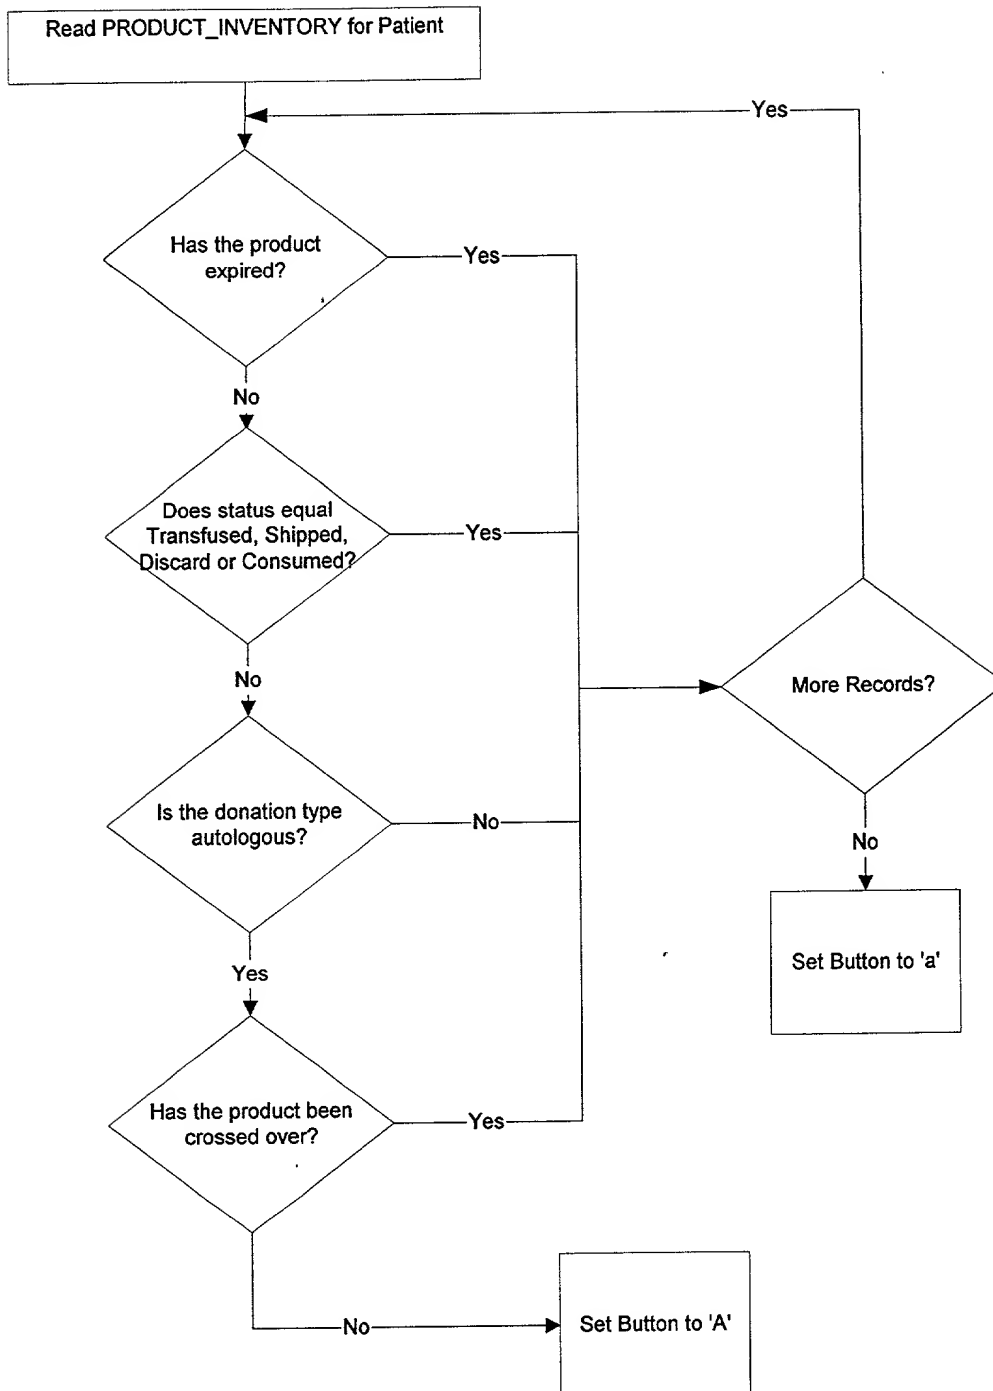 Read PRODUCT_INVENTORY for Patient
Yes
Has the product
expired?
Yes
No
Does status equal
Transfused, Shipped,
Discard or Consumed?
Yes
No
More Records?
Is the donation type
autologous?
No
No
Yes
Set Button to 'a'
Has the product been
crossed over?
Yes
No
Set Button to 'A'